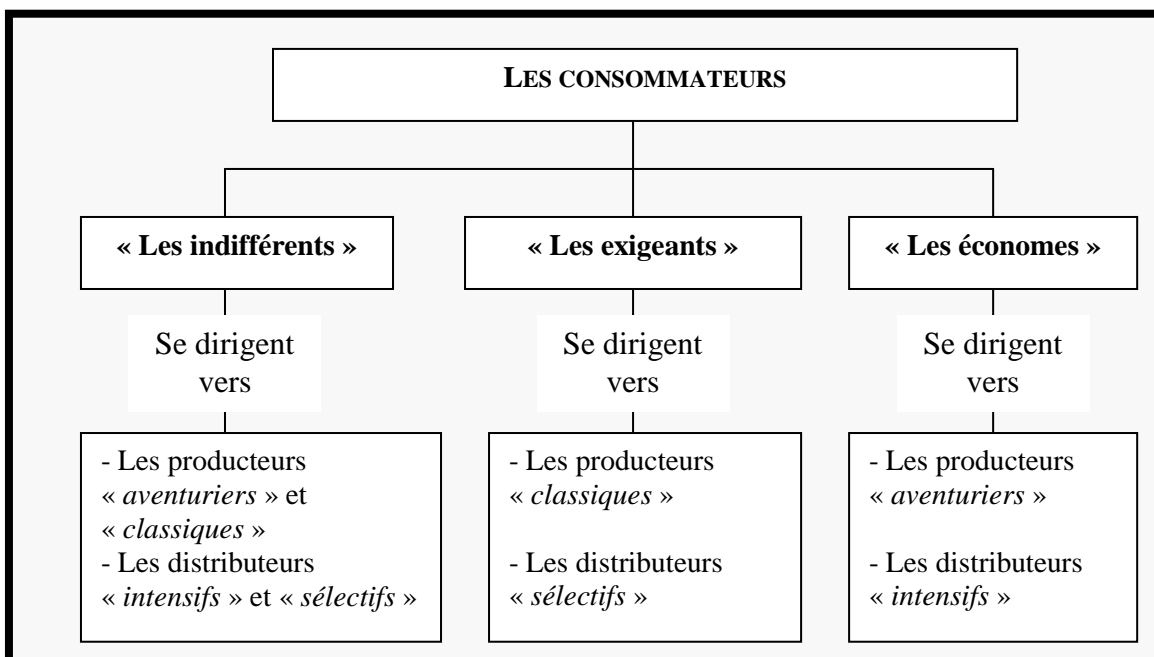 LES CONSOMMATEURS
« Les indifférents »
« Les exigeants »
« Les économes »
Se dirigent
vers
Se dirigent
vers
Se dirigent
vers
- Les producteurs
« aventuriers » et
« classiques »
- Les distributeurs
« intensifs » et « sélectifs »
- Les producteurs
« classiques »
- Les distributeurs
« sélectifs »
- Les producteurs
« aventuriers »
- Les distributeurs
« intensifs »